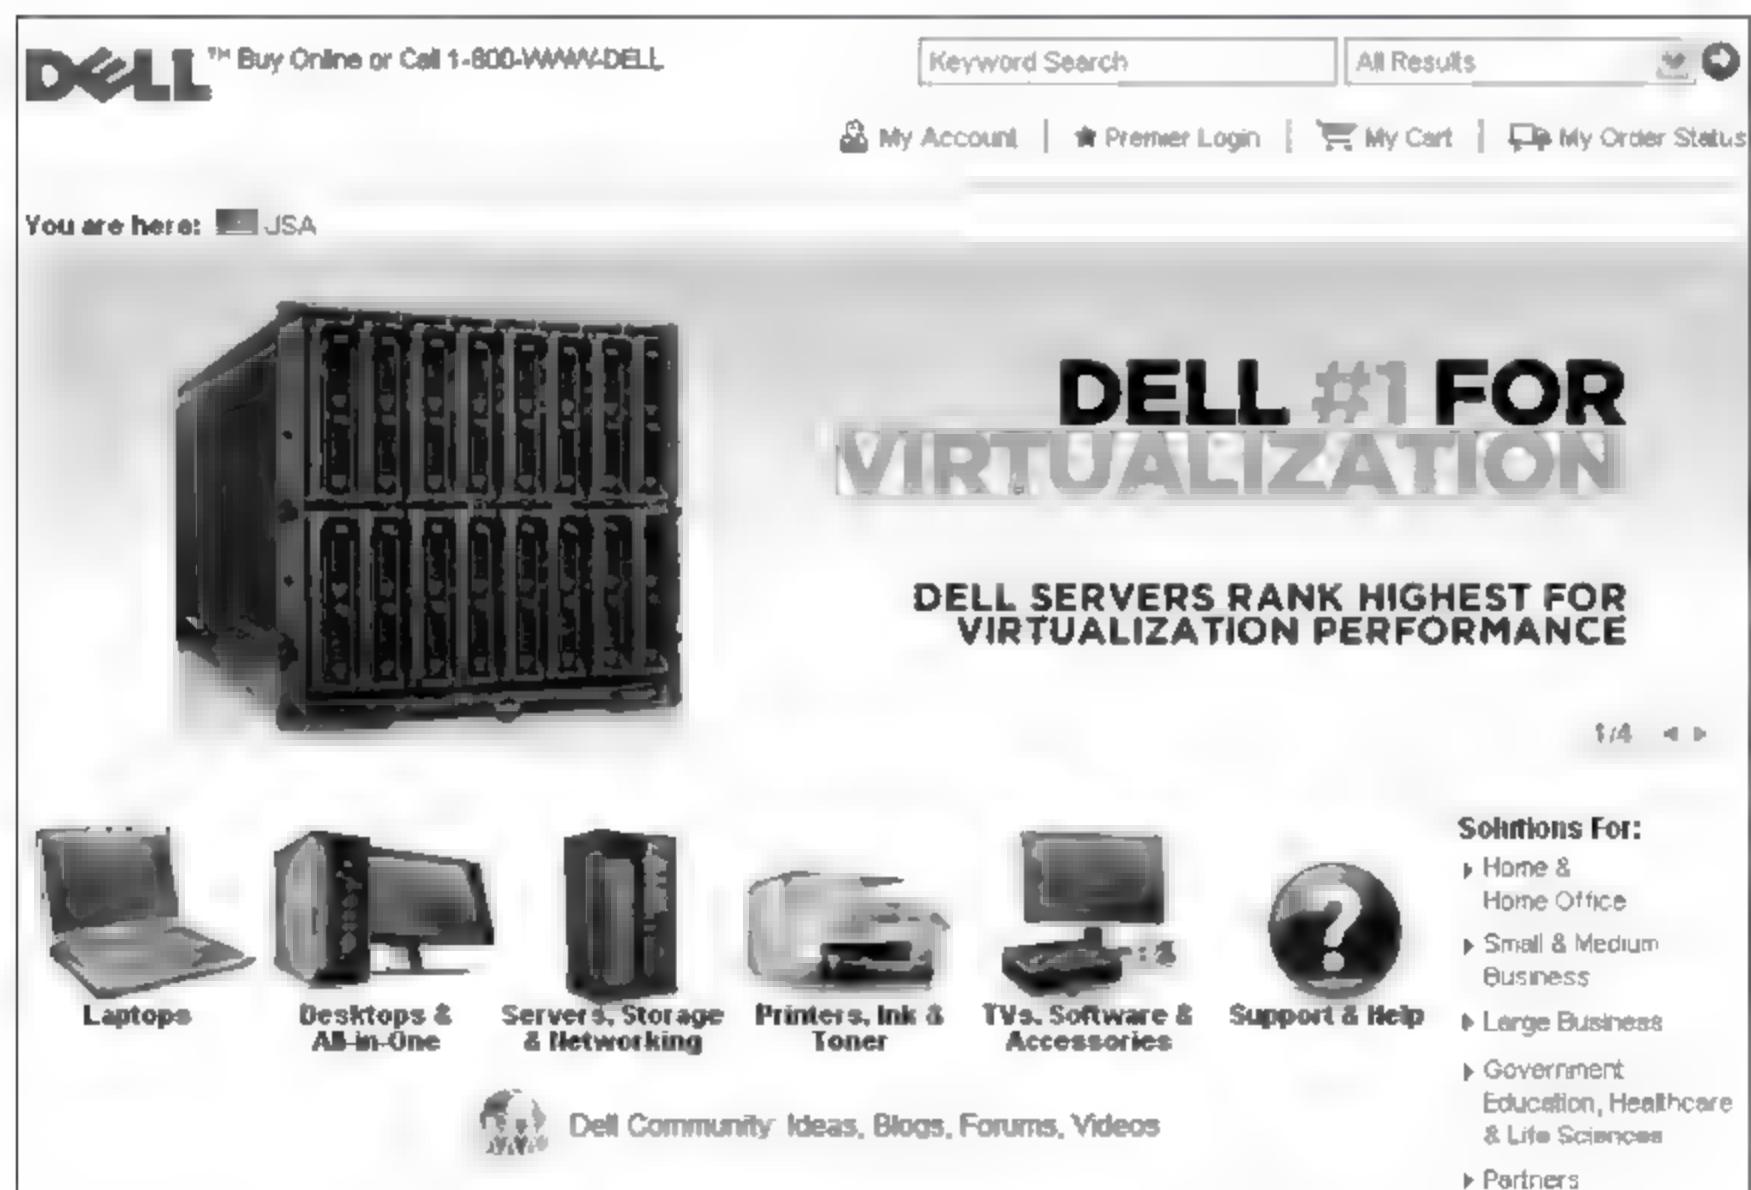 DELL™ Buy Online or Call 1-800-WWW-DELL
Keyword Search
All Results
My Account | Premier Login | My Cart | My Order Status
You are here: USA
DELL #1 FOR
VIRTUALIZATION
DELL SERVERS RANK HIGHEST FOR
VIRTUALIZATION PERFORMANCE
1/4
Laptops
Desktops &
All-in-One
Servers, Storage
& Networking
Printers, Ink &
Toner
TVs, Software &
Accessories
Support & Help
Solutions For:
Home &
Home Office
Small & Medium
Business
Large Business
Government
Education, Healthcare
& Life Sciences
Partners
Dell Community: Ideas, Blogs, Forums, Videos